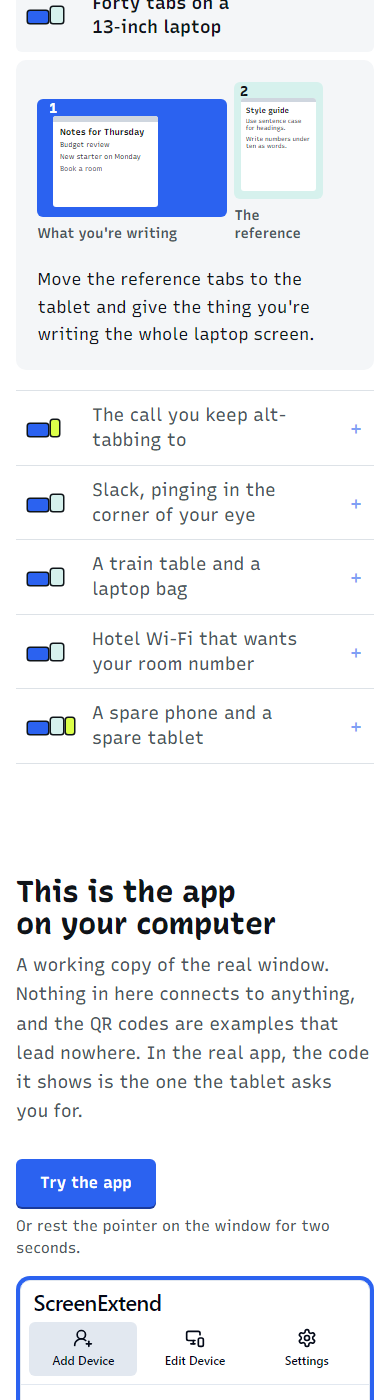 Forty tabs on a
13-inch laptop
1
Notes for Thursday
Budget review
New starter on Monday
Book a room
2
Style guide
Use sentence case
for headings.
Write numbers under
ten as words.
What you're writing
The
reference
Move the reference tabs to the
tablet and give the thing you're
writing the whole laptop screen.
The call you keep alt-
tabbing to
+
Slack, pinging in the
corner of your eye
+
A train table and a
laptop bag
+
Hotel Wi-Fi that wants
your room number
+
A spare phone and a
spare tablet
+
This is the app
on your computer
A working copy of the real window.
Nothing in here connects to anything,
and the QR codes are examples that
lead nowhere. In the real app, the code
it shows is the one the tablet asks
you for.
Try the app
Or rest the pointer on the window for two
seconds.
ScreenExtend
Add Device
Edit Device
Settings